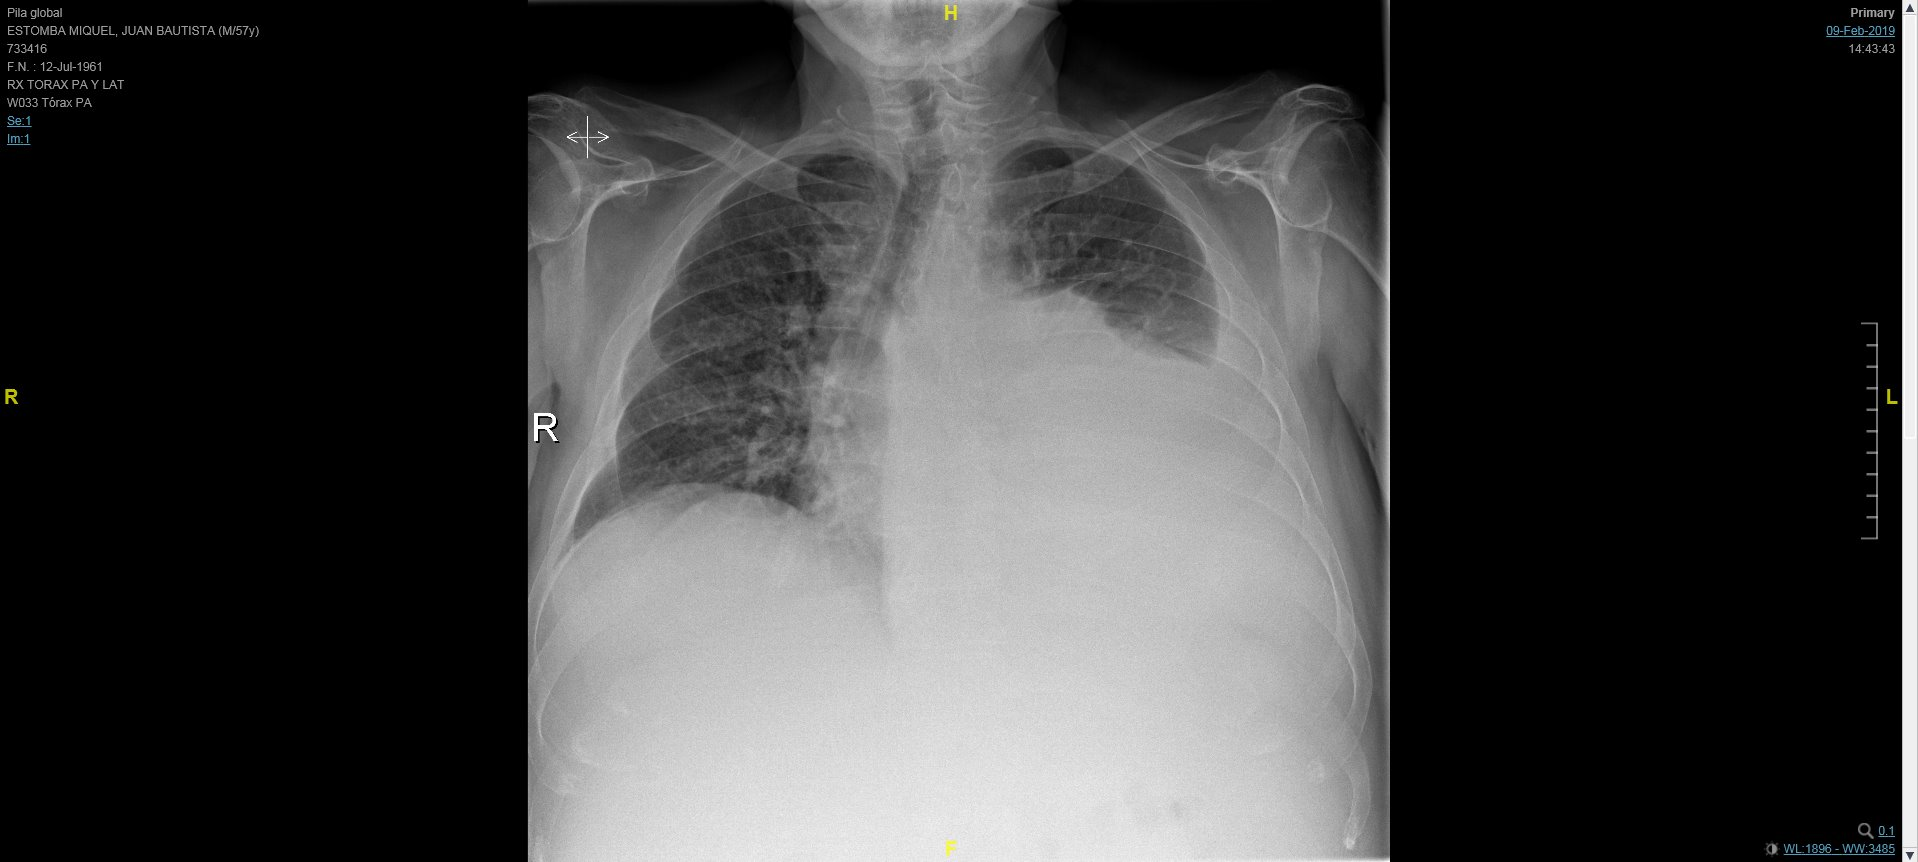 Pila global
ESTOMBA MIQUEL, JUAN BAUTISTA (M/57y)
733416
F.N. : 12-Jul-1961
RX TORAX PA Y LAT
W033 Tôrax PA
Se:1
Im:1
H
Primary
09-Feb-2019
14:43:43
R
R
L
F
0.1
WL:1896 - WW:3485